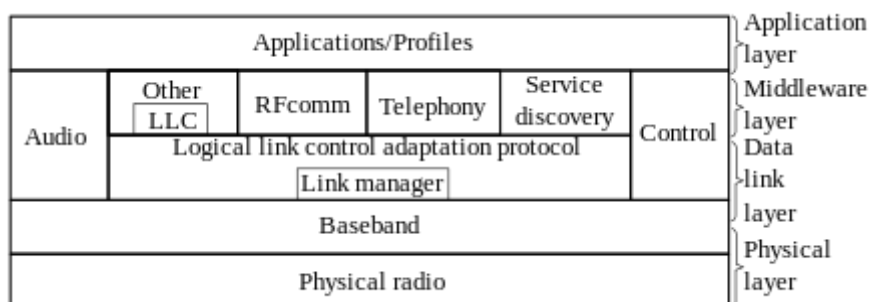 Applications/Profiles
Application
layer
Audio
Other
LLC
RFcomm
Telephony
Service
discovery
Control
Middleware
layer
Logical link control adaptation protocol
Link manager
Data
link
layer
Baseband
Physical radio
Physical
layer